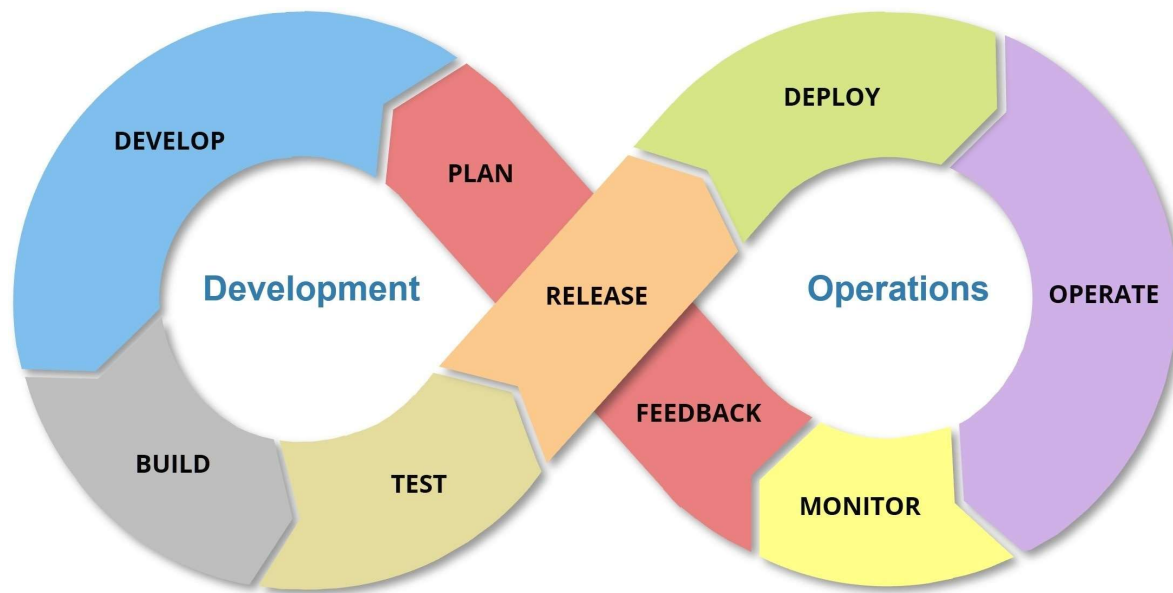 DEVELOP
PLAN
DEPLOY
Development
RELEASE
Operations
OPERATE
BUILD
TEST
FEEDBACK
MONITOR